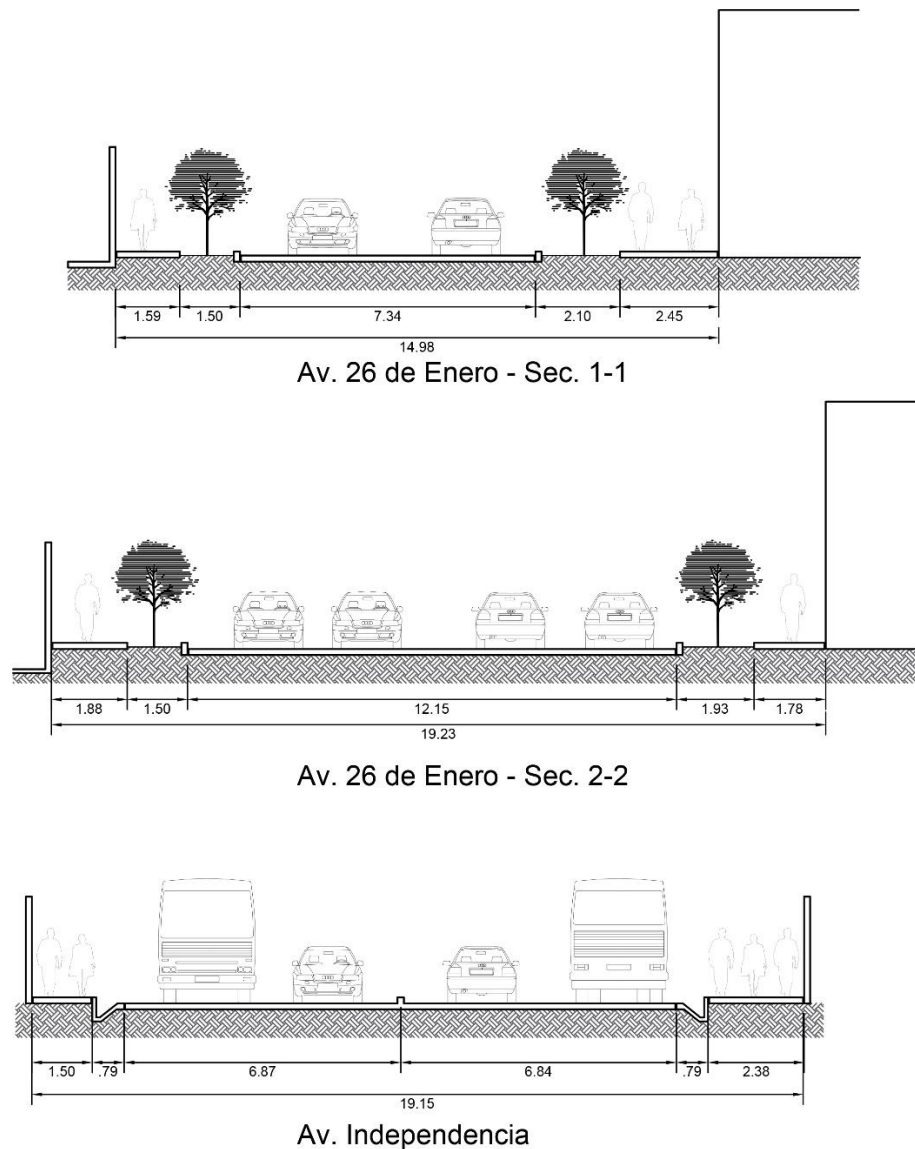 1.59 1.50 7.34 2.10 2.45
14.98
Av. 26 de Enero - Sec. 1-1
1.88 1.50 12.15 1.93 1.78
19.23
Av. 26 de Enero - Sec. 2-2
1.50 .79 6.87 6.84 .79 2.38
19.15
Av. Independencia